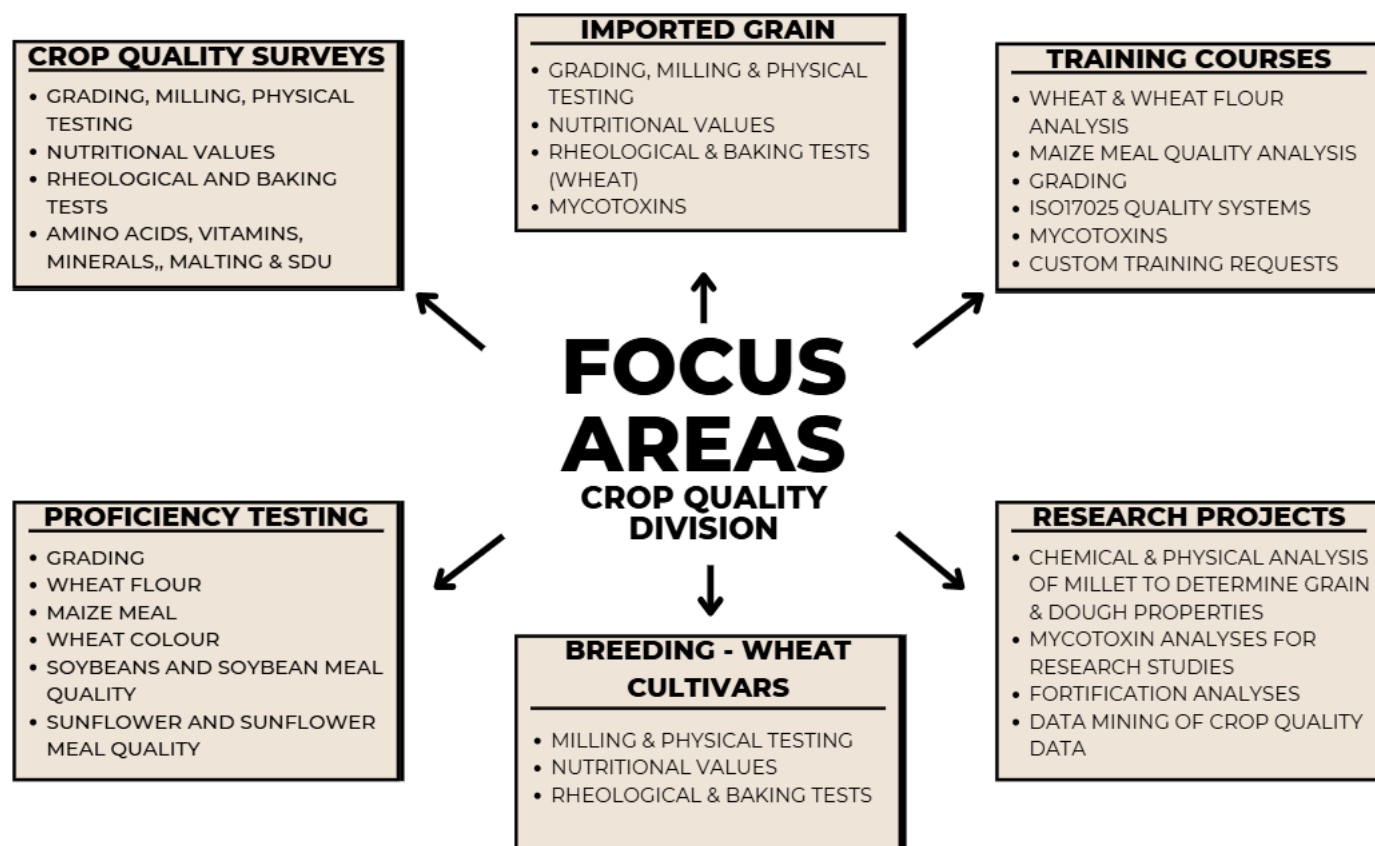 CROP QUALITY SURVEYS
• GRADING, MILLING, PHYSICAL
TESTING
• NUTRITIONAL VALUES
• RHEOLOGICAL AND BAKING
TESTS
• AMINO ACIDS, VITAMINS,
MINERALS,, MALTING & SDU
IMPORTED GRAIN
• GRADING, MILLING & PHYSICAL
TESTING
• NUTRITIONAL VALUES
• RHEOLOGICAL & BAKING TESTS
(WHEAT)
• MYCOTOXINS
TRAINING COURSES
• WHEAT & WHEAT FLOUR
ANALYSIS
• MAIZE MEAL QUALITY ANALYSIS
• GRADING
• ISO17025 QUALITY SYSTEMS
• MYCOTOXINS
• CUSTOM TRAINING REQUESTS
FOCUS
AREAS
CROP QUALITY
DIVISION
PROFICIENCY TESTING
• GRADING
• WHEAT FLOUR
• MAIZE MEAL
• WHEAT COLOUR
• SOYBEANS AND SOYBEAN MEAL
QUALITY
• SUNFLOWER AND SUNFLOWER
MEAL QUALITY
BREEDING - WHEAT
CULTIVARS
• MILLING & PHYSICAL TESTING
• NUTRITIONAL VALUES
• RHEOLOGICAL & BAKING TESTS
RESEARCH PROJECTS
• CHEMICAL & PHYSICAL ANALYSIS
OF MILLET TO DETERMINE GRAIN
& DOUGH PROPERTIES
• MYCOTOXIN ANALYSES FOR
RESEARCH STUDIES
• FORTIFICATION ANALYSES
• DATA MINING OF CROP QUALITY
DATA